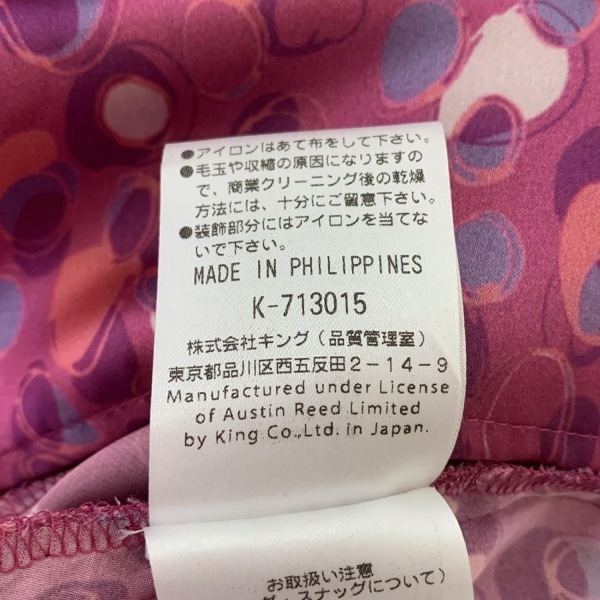 ●アイロンはあて布をして下さい。
●毛玉や収縮の原因になりますの
で、商業クリーニング後の乾燥
方法には、十分にご留意下さい。
●装飾部分にはアイロンを当てな
いで下さい。
MADE IN PHILIPPINES
K-713015
株式会社キング(品質管理室)
東京都品川区西五反田2-14-9
Manufactured under License
of Austin Reed Limited
by King Co.,Ltd. in Japan.
お取扱い注意
・スナッグについて)